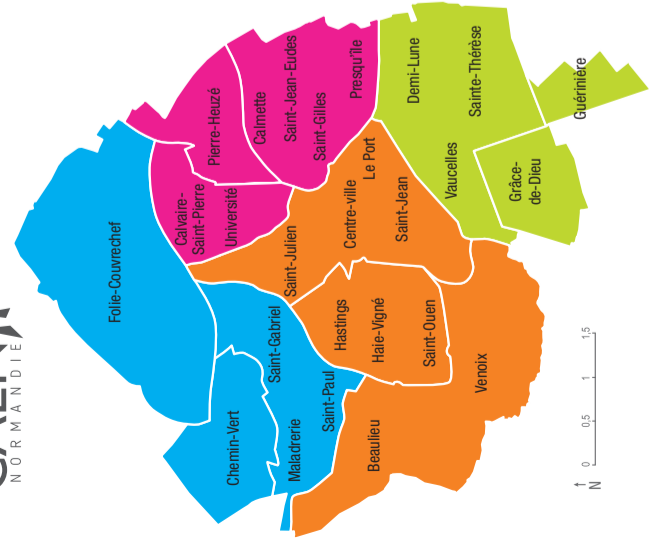 NORMANDIE
Folie-Couvrechef
Calvaire-
Saint-Pierre
Université
Pierre-Heuzé
Chemin-Vert
Calmette
Saint-Jean-Eudes
Saint-Gilles
Presqu'île
Saint-Gabriel
Maladrerie
Saint-Paul
Saint-Julien
Centre-ville
Le Port
Saint-Jean
Hastings
Haie-Vigné
Saint-Ouen
Beaulieu
Venoix
Demi-Lune
Sainte-Thérèse
Vaucelles
Grâce-
de-Dieu
Guérinière
N
0 0,5 1 1,5